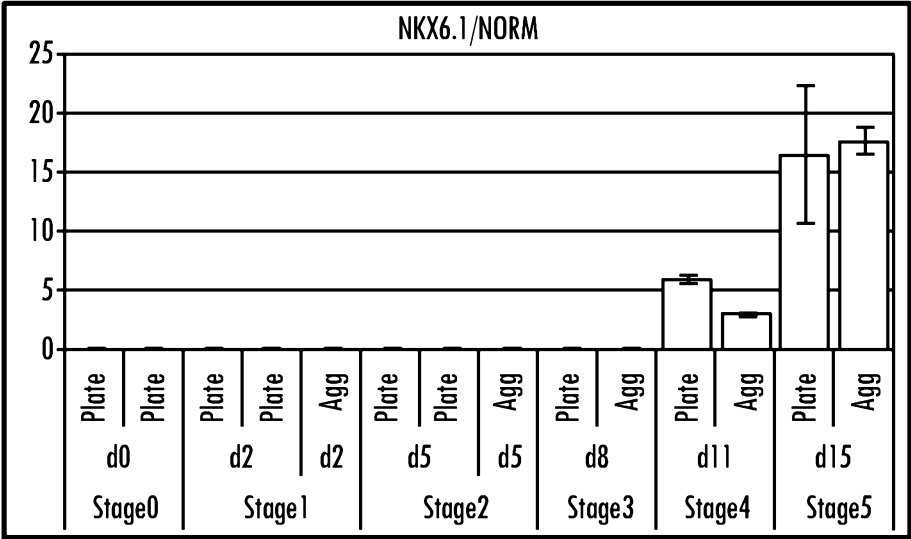 NKX6.1/NORM
25
20
15
10
5
0
Plate Plate Plate Plate Agg Plate Plate Agg Plate Agg Plate Agg Plate Agg
d0 d2 d2 d5 d5 d8 d11 d15
Stage0 Stage1 Stage2 Stage3 Stage4 Stage5